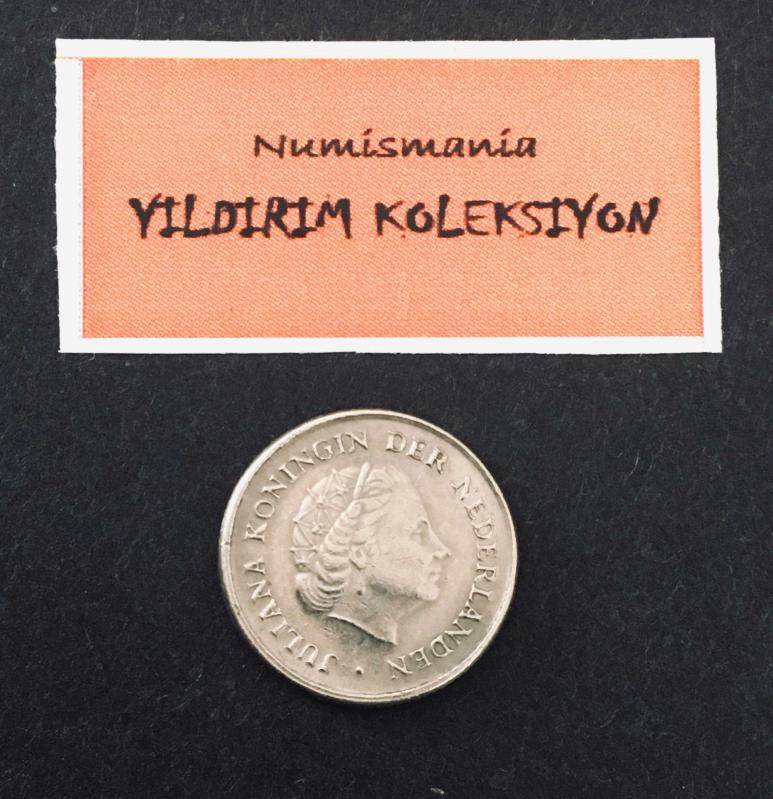 Numismania
YILDIRIM KOLEKSIYON
JULIANA KONINGIN DER NEDERLANDEN